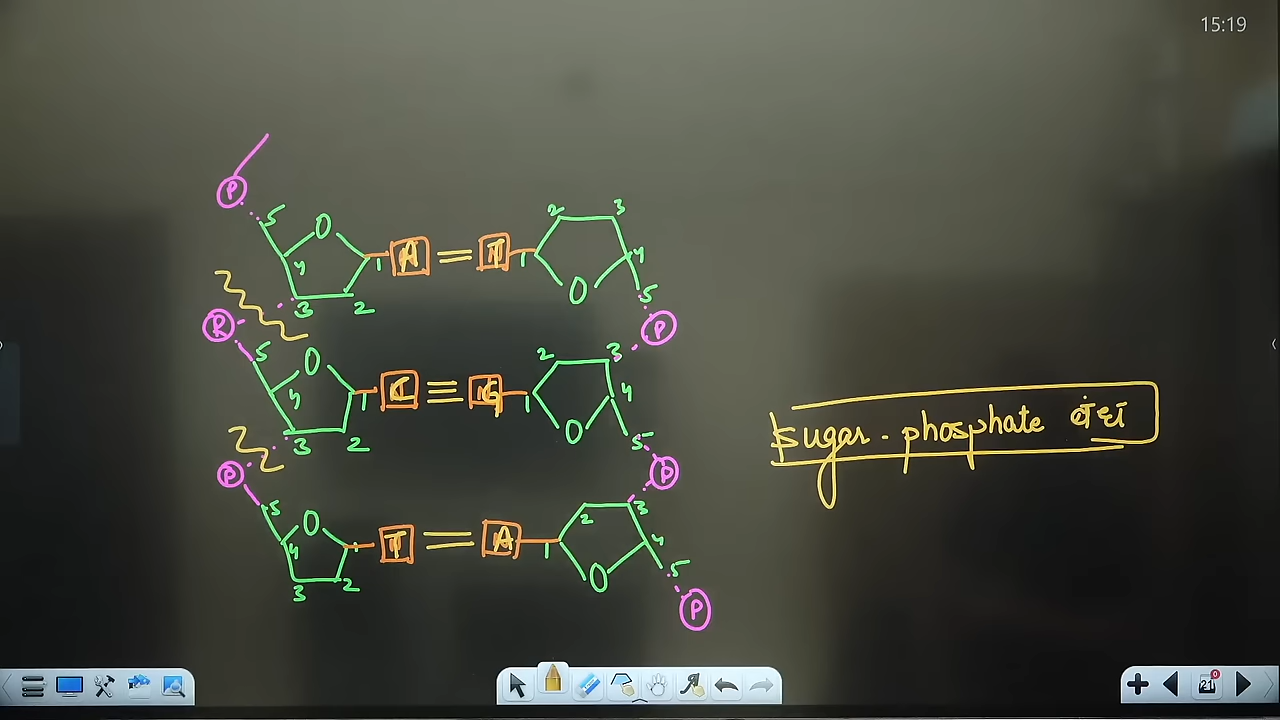 15:19
P
5 O 4 1 2 3 A = T 1 2 3 4 5 O
P
P
5 O 4 1 2 3 C ≡ G 1 2 3 4 5 O
P
P
5 O 4 1 2 3 T = A 1 2 3 4 5 O
P
Sugar - phosphate
21